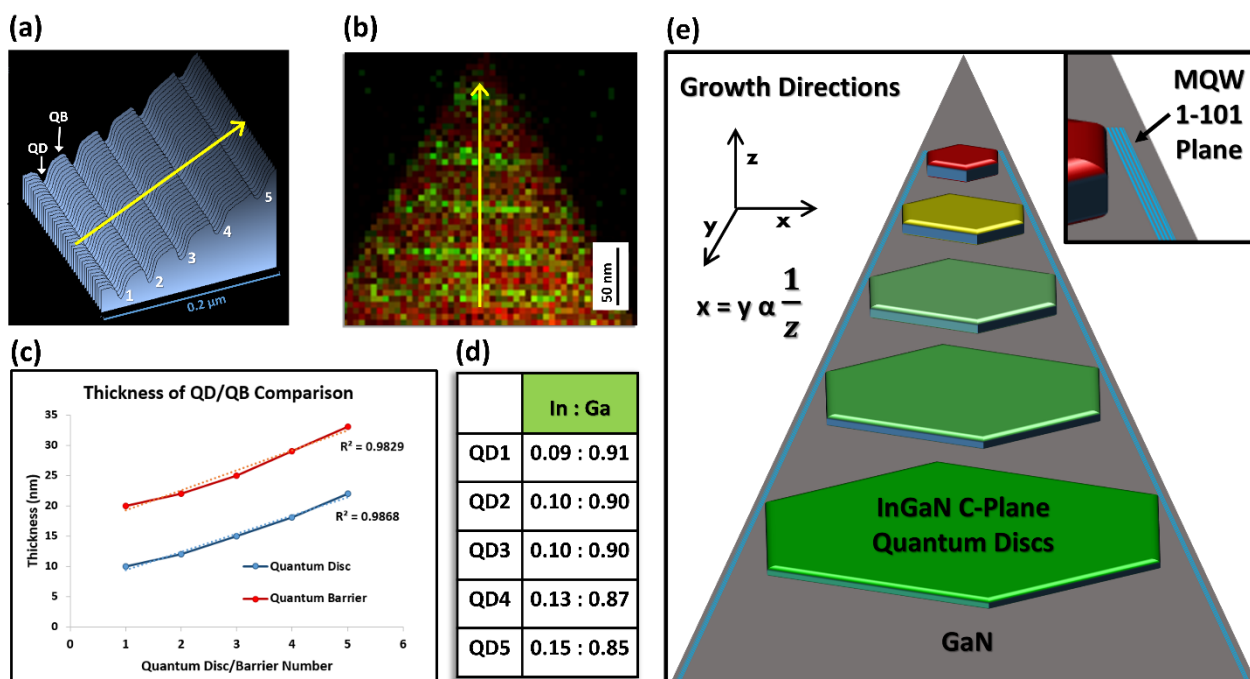 (a)
QB
QD
1
2
3
4
5
0.2 µm
(b)
50 nm
(c)
Thickness of QD/QB Comparison
35
30
25
20
15
10
5
0
Thickness (nm)
R² = 0.9829
R² = 0.9868
Quantum Disc
Quantum Barrier
0 1 2 3 4 5 6
Quantum Disc/Barrier Number
(d)
In : Ga
QD1 0.09 : 0.91
QD2 0.10 : 0.90
QD3 0.10 : 0.90
QD4 0.13 : 0.87
QD5 0.15 : 0.85
(e)
Growth Directions
z
y
x
x = y α 1/z
MQW
1-101
Plane
InGaN C-Plane
Quantum Discs
GaN